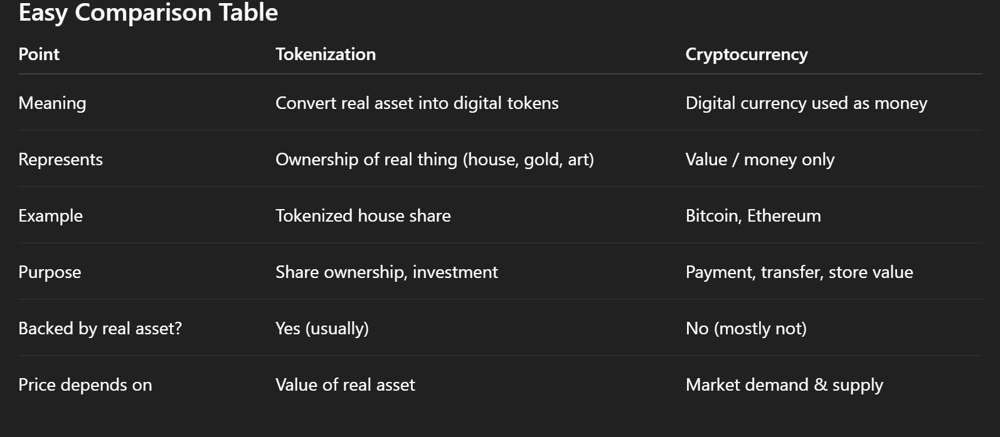 Easy Comparison Table
Point Tokenization Cryptocurrency
Meaning Convert real asset into digital tokens Digital currency used as money
Represents Ownership of real thing (house, gold, art) Value / money only
Example Tokenized house share Bitcoin, Ethereum
Purpose Share ownership, investment Payment, transfer, store value
Backed by real asset? Yes (usually) No (mostly not)
Price depends on Value of real asset Market demand & supply